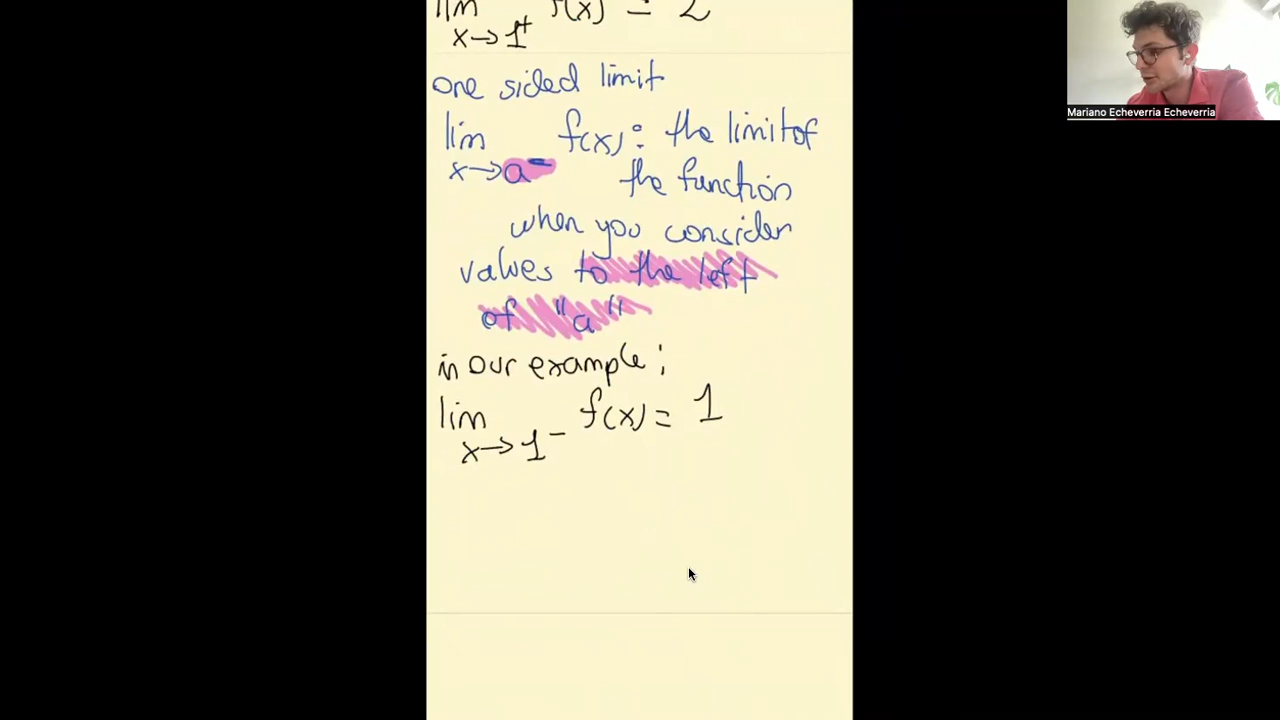 lim f(x) = 2
x→1⁺
one sided limit
lim f(x): the limit of
x→a⁻ the function
when you consider
values to the left
of "a"
in our example:
lim f(x) = 1
x→1⁻
Mariano Echeverria Echeverria